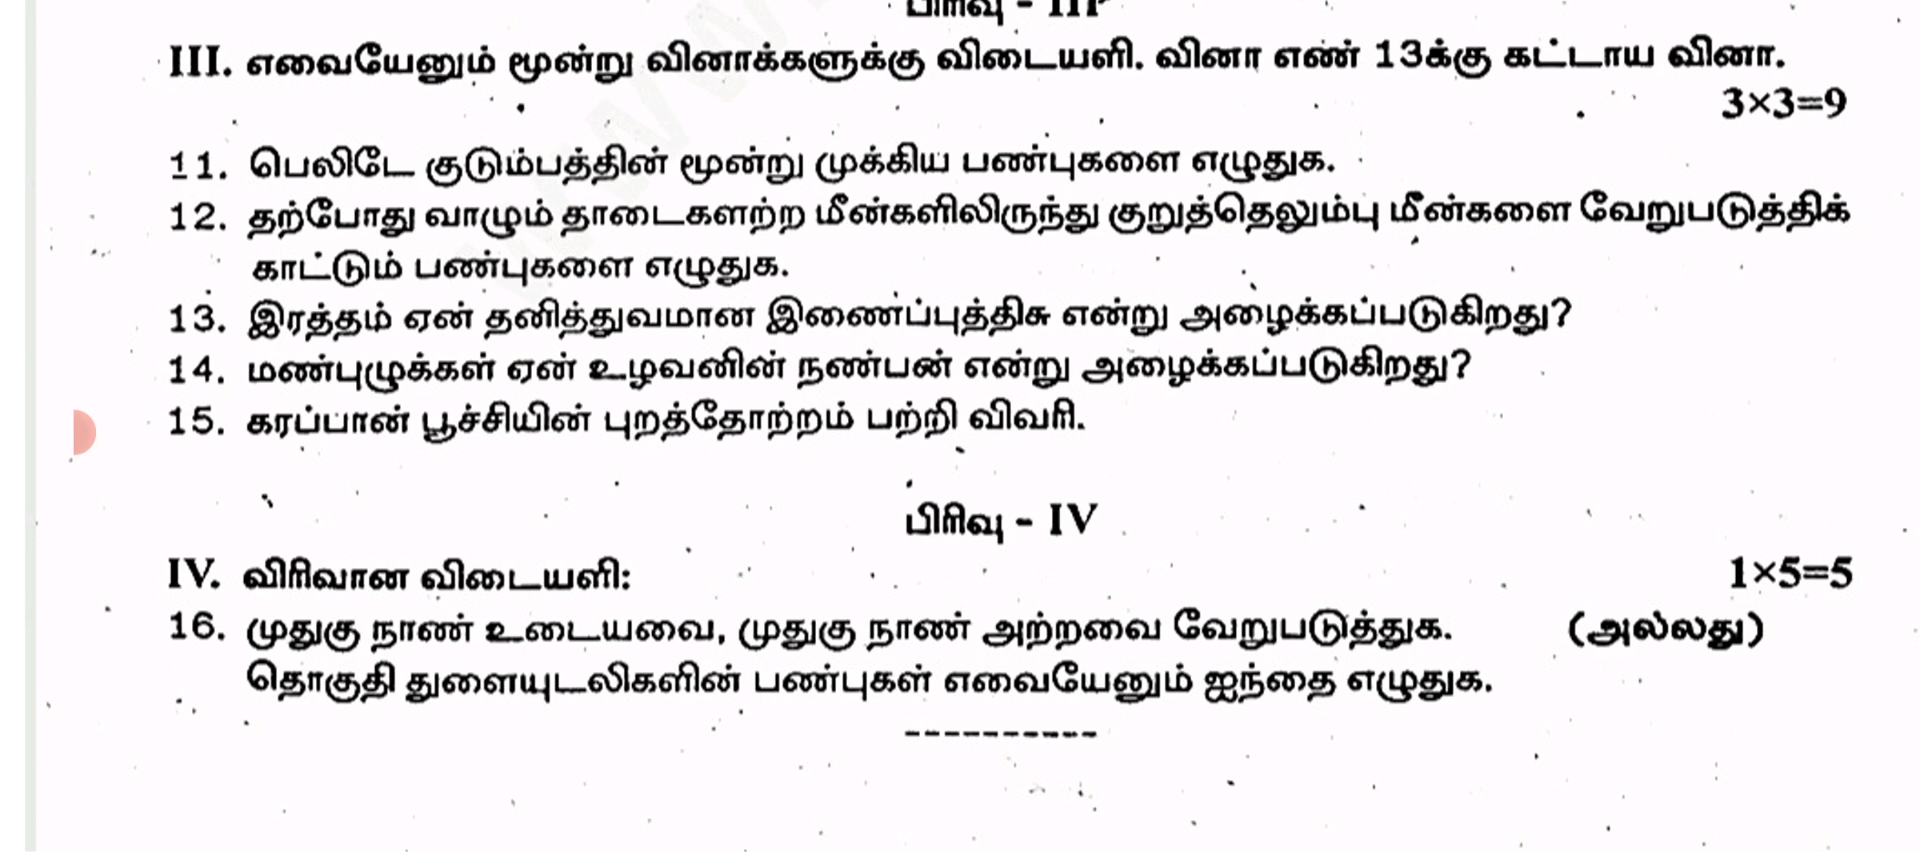 பிரிவு - III
III. எவையேனும் மூன்று வினாக்களுக்கு விடையளி. வினா எண் 13க்கு கட்டாய வினா.
3×3=9
11. பெலிடே குடும்பத்தின் மூன்று முக்கிய பண்புகளை எழுதுக.
12. தற்போது வாழும் தாடைகளற்ற மீன்களிலிருந்து குறுத்தெலும்பு மீன்களை வேறுபடுத்திக்
காட்டும் பண்புகளை எழுதுக.
13. இரத்தம் ஏன் தனித்துவமான இணைப்புத்திசு என்று அழைக்கப்படுகிறது?
14. மண்புழுக்கள் ஏன் உழவனின் நண்பன் என்று அழைக்கப்படுகிறது?
15. கரப்பான் பூச்சியின் புறத்தோற்றம் பற்றி விவரி.
பிரிவு - IV
IV. விரிவான விடையளி: 1×5=5
16. முதுகு நாண் உடையவை, முதுகு நாண் அற்றவை வேறுபடுத்துக. (அல்லது)
தொகுதி துளையுடலிகளின் பண்புகள் எவையேனும் ஐந்தை எழுதுக.